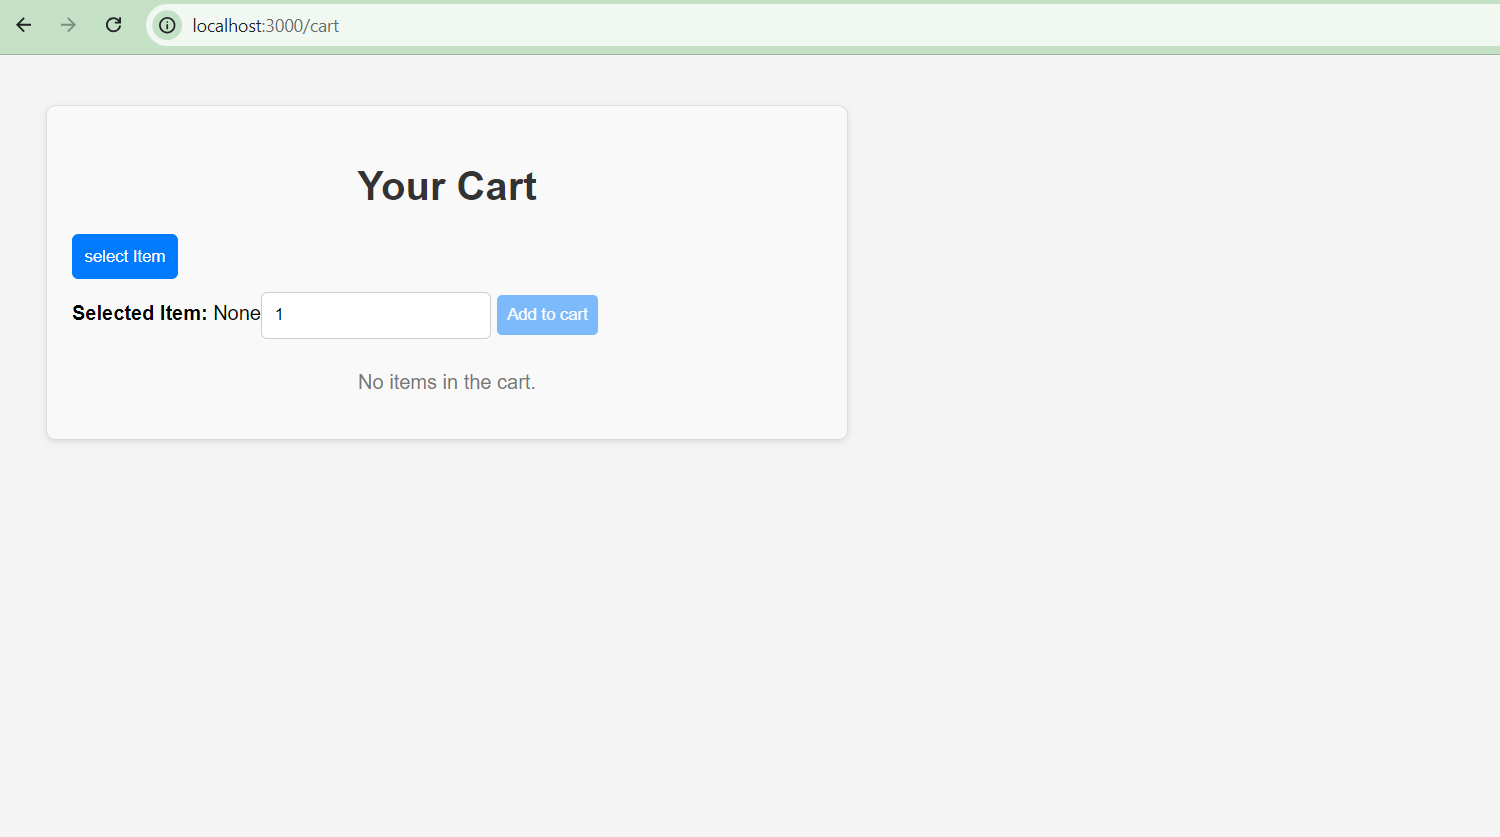 localhost:3000/cart
Your Cart
select Item
Selected Item: None 1 Add to cart
No items in the cart.